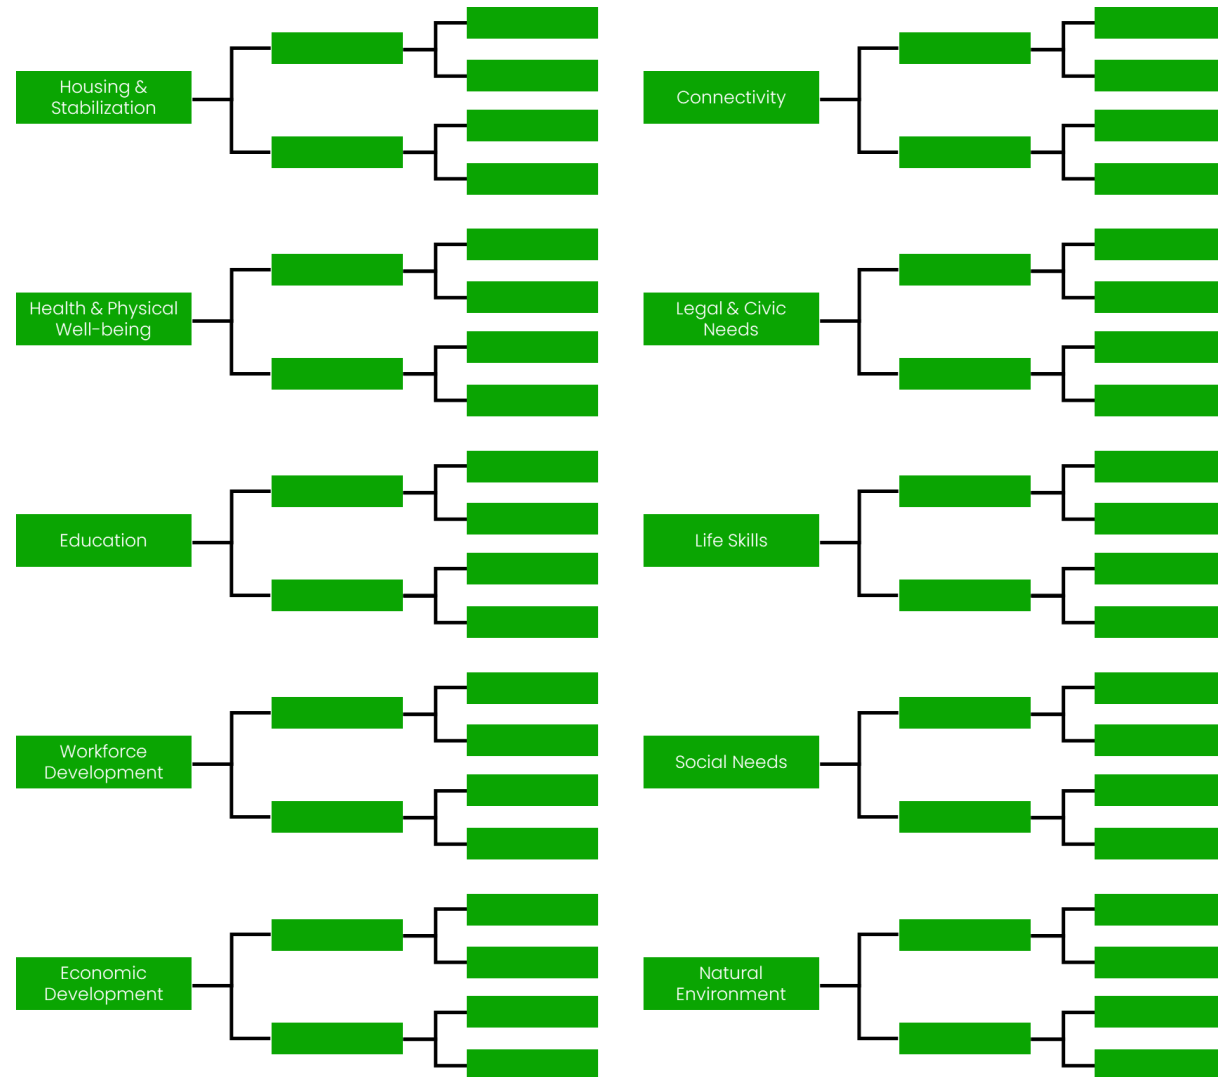 Housing &
Stabilization
Connectivity
Health & Physical
Well-being
Legal & Civic
Needs
Education
Life Skills
Workforce
Development
Social Needs
Economic
Development
Natural
Environment